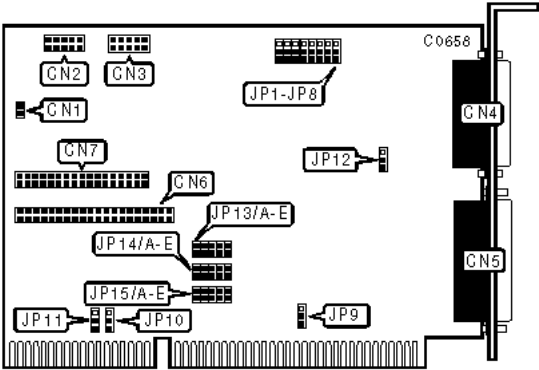 C0658
CN2
CN3
JP1-JP8
CN1
CN4
CN7
JP12
CN6
JP13/A-E
JP14/A-E
CN5
JP15/A-E
JP11
JP10
JP9